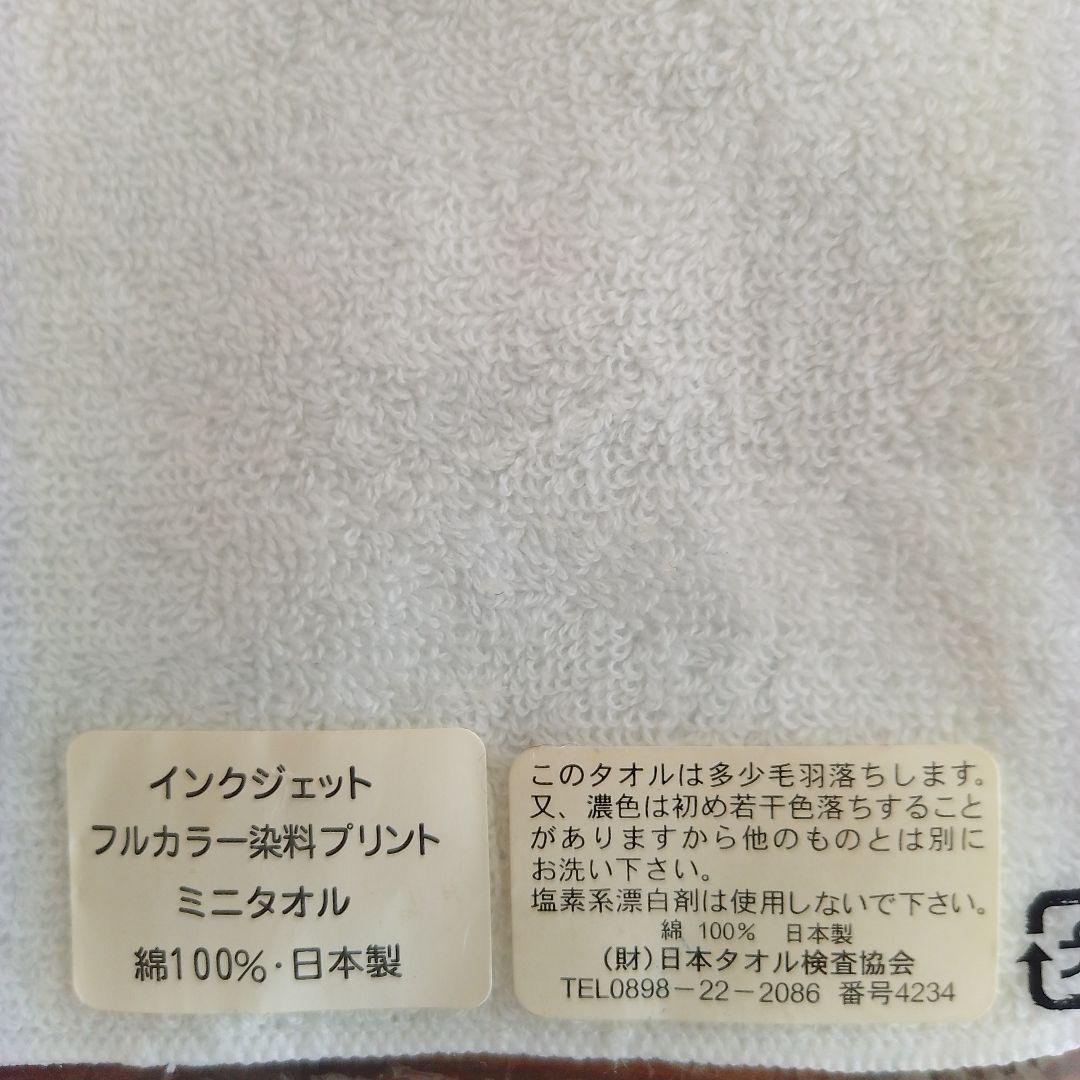 インクジェット
フルカラー染料プリント
ミニタオル
綿100%·日本製
このタオルは多少毛羽落ちします。
又、濃色は初め若干色落ちすること
がありますから他のものとは別に
お洗い下さい。
塩素系漂白剤は使用しないで下さい。
綿 100% 日本製
(財)日本タオル検査協会
TEL0898-22-2086 番号4234